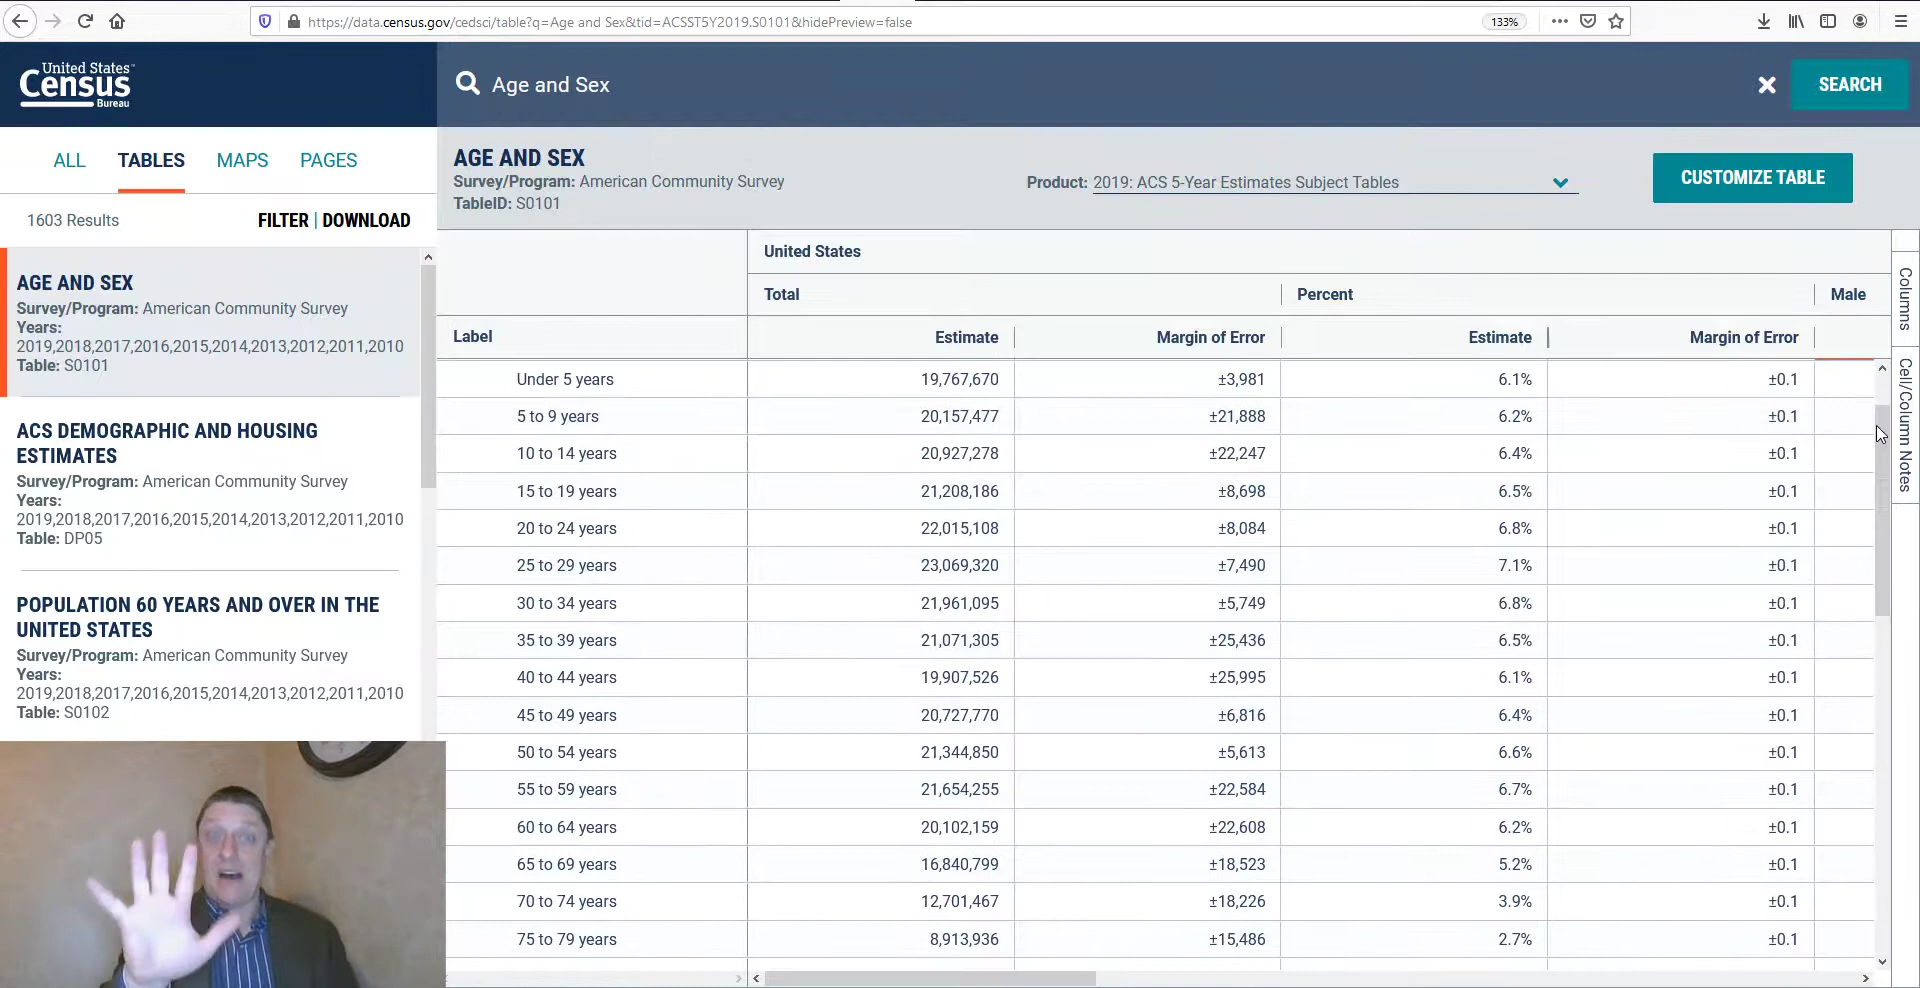 https://data.census.gov/cedsci/table?q=Age and Sex&tid=ACSST5Y2019.S0101&hidePreview=false
133%
United States
Census
Bureau
Age and Sex
SEARCH
ALL TABLES MAPS PAGES
1603 Results FILTER | DOWNLOAD
AGE AND SEX
Survey/Program: American Community Survey
Years:
2019,2018,2017,2016,2015,2014,2013,2012,2011,2010
Table: S0101
ACS DEMOGRAPHIC AND HOUSING
ESTIMATES
Survey/Program: American Community Survey
Years:
2019,2018,2017,2016,2015,2014,2013,2012,2011,2010
Table: DP05
POPULATION 60 YEARS AND OVER IN THE
UNITED STATES
Survey/Program: American Community Survey
Years:
2019,2018,2017,2016,2015,2014,2013,2012,2011,2010
Table: S0102
AGE AND SEX
Survey/Program: American Community Survey
TableID: S0101
Product: 2019: ACS 5-Year Estimates Subject Tables
CUSTOMIZE TABLE
United States
Total Percent Male
Label Estimate Margin of Error Estimate Margin of Error
Under 5 years 19,767,670 ±3,981 6.1% ±0.1
5 to 9 years 20,157,477 ±21,888 6.2% ±0.1
10 to 14 years 20,927,278 ±22,247 6.4% ±0.1
15 to 19 years 21,208,186 ±8,698 6.5% ±0.1
20 to 24 years 22,015,108 ±8,084 6.8% ±0.1
25 to 29 years 23,069,320 ±7,490 7.1% ±0.1
30 to 34 years 21,961,095 ±5,749 6.8% ±0.1
35 to 39 years 21,071,305 ±25,436 6.5% ±0.1
40 to 44 years 19,907,526 ±25,995 6.1% ±0.1
45 to 49 years 20,727,770 ±6,816 6.4% ±0.1
50 to 54 years 21,344,850 ±5,613 6.6% ±0.1
55 to 59 years 21,654,255 ±22,584 6.7% ±0.1
60 to 64 years 20,102,159 ±22,608 6.2% ±0.1
65 to 69 years 16,840,799 ±18,523 5.2% ±0.1
70 to 74 years 12,701,467 ±18,226 3.9% ±0.1
75 to 79 years 8,913,936 ±15,486 2.7% ±0.1
Columns
Cell/Column Notes